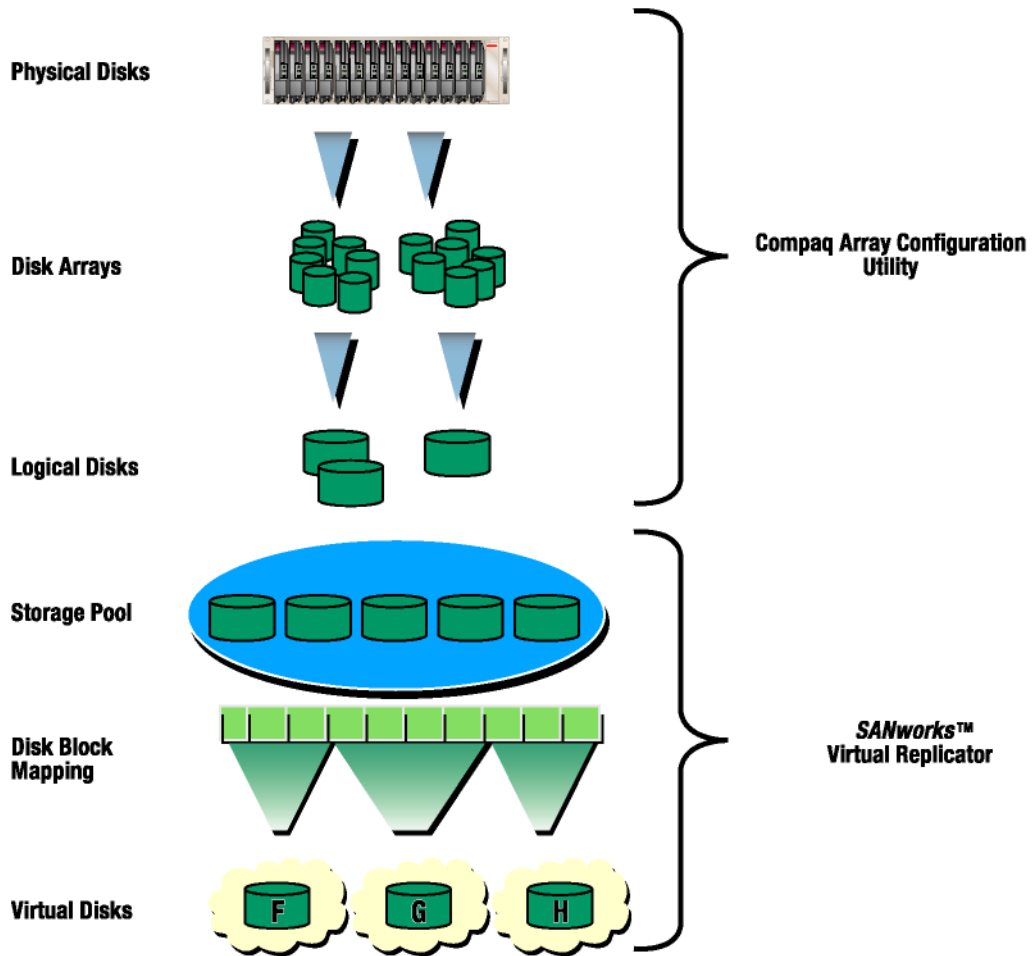 Physical Disks
Disk Arrays
Compaq Array Configuration
Utility
Logical Disks
Storage Pool
Disk Block
Mapping
SANworks™
Virtual Replicator
Virtual Disks
F
G
H